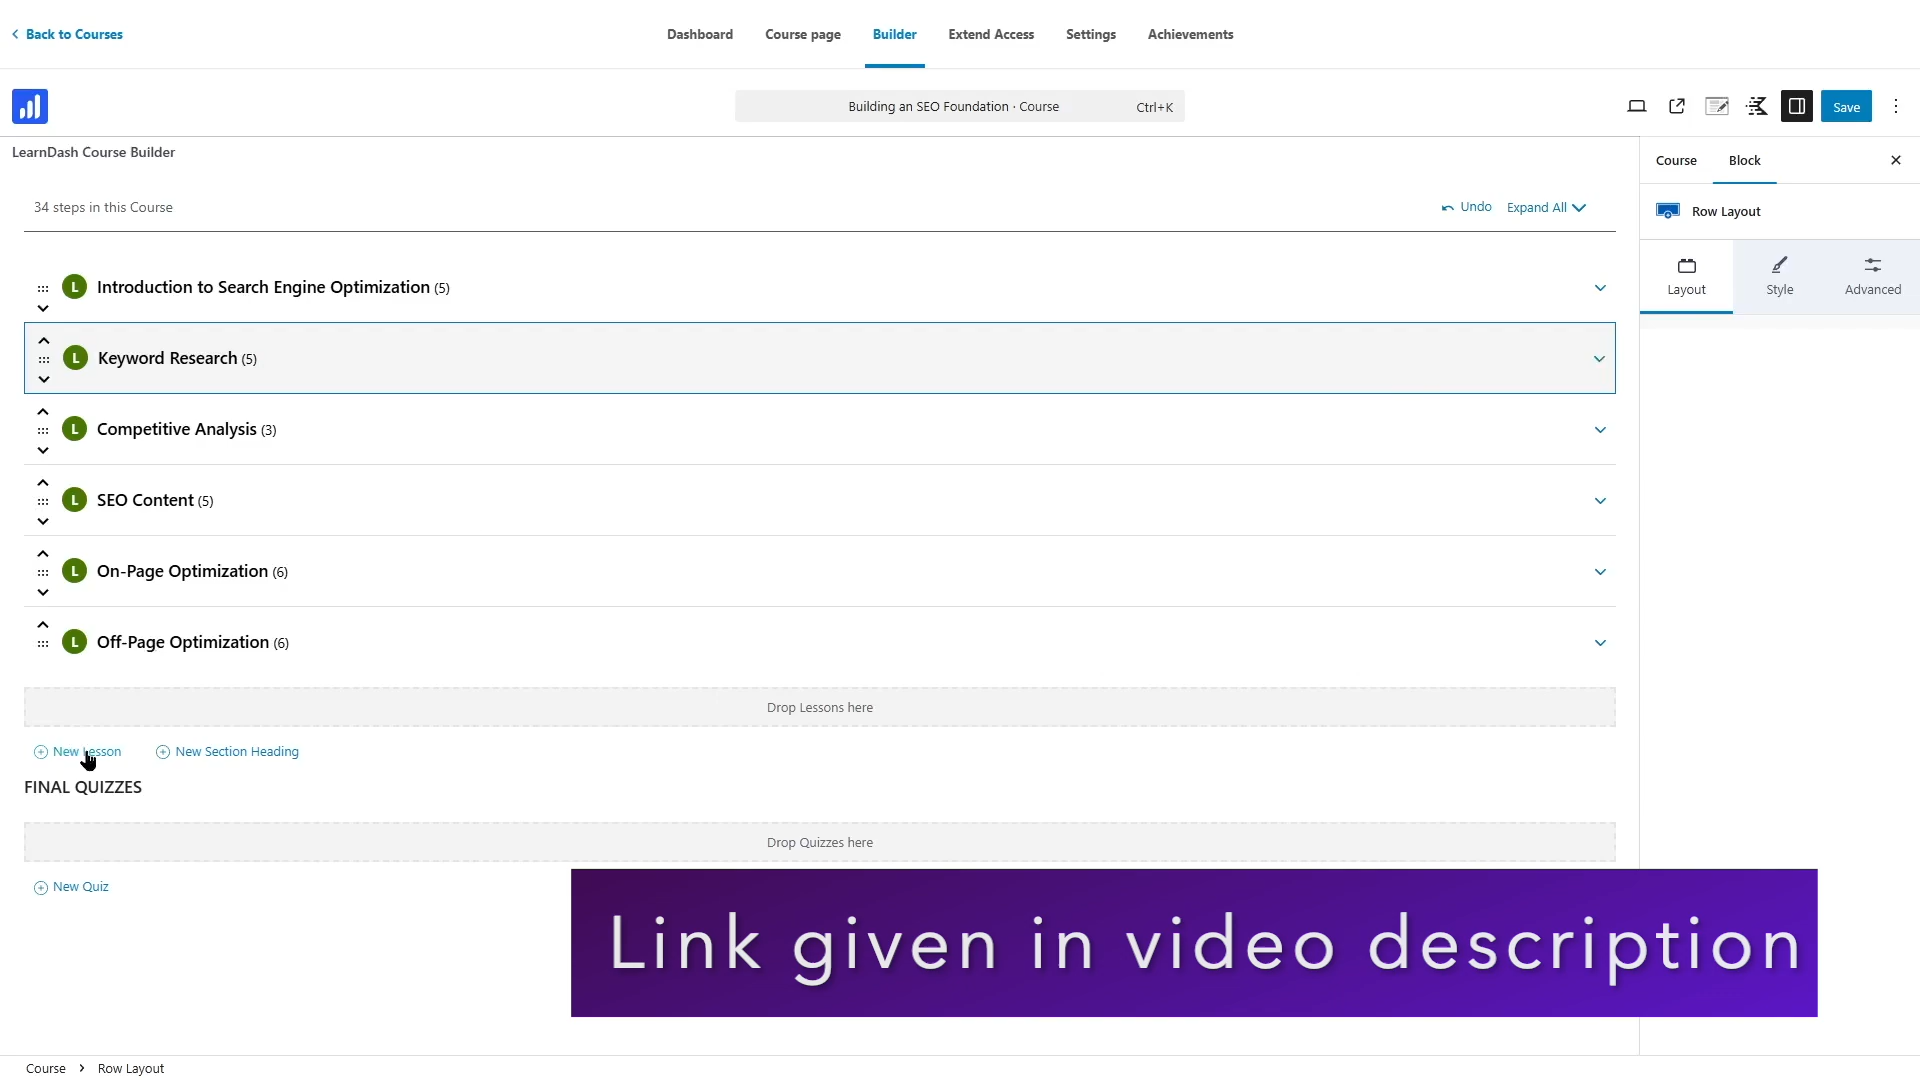 Back to Courses
Dashboard
Course page
Builder
Extend Access
Settings
Achievements
Building an SEO Foundation · Course
Ctrl+K
Save
LearnDash Course Builder
Course
Block
34 steps in this Course
Undo
Expand All
Row Layout
Layout
Style
Advanced
L
Introduction to Search Engine Optimization (5)
L
Keyword Research (5)
L
Competitive Analysis (3)
L
SEO Content (5)
L
On-Page Optimization (6)
L
Off-Page Optimization (6)
Drop Lessons here
New Lesson
New Section Heading
FINAL QUIZZES
Drop Quizzes here
New Quiz
Link given in video description
Course > Row Layout